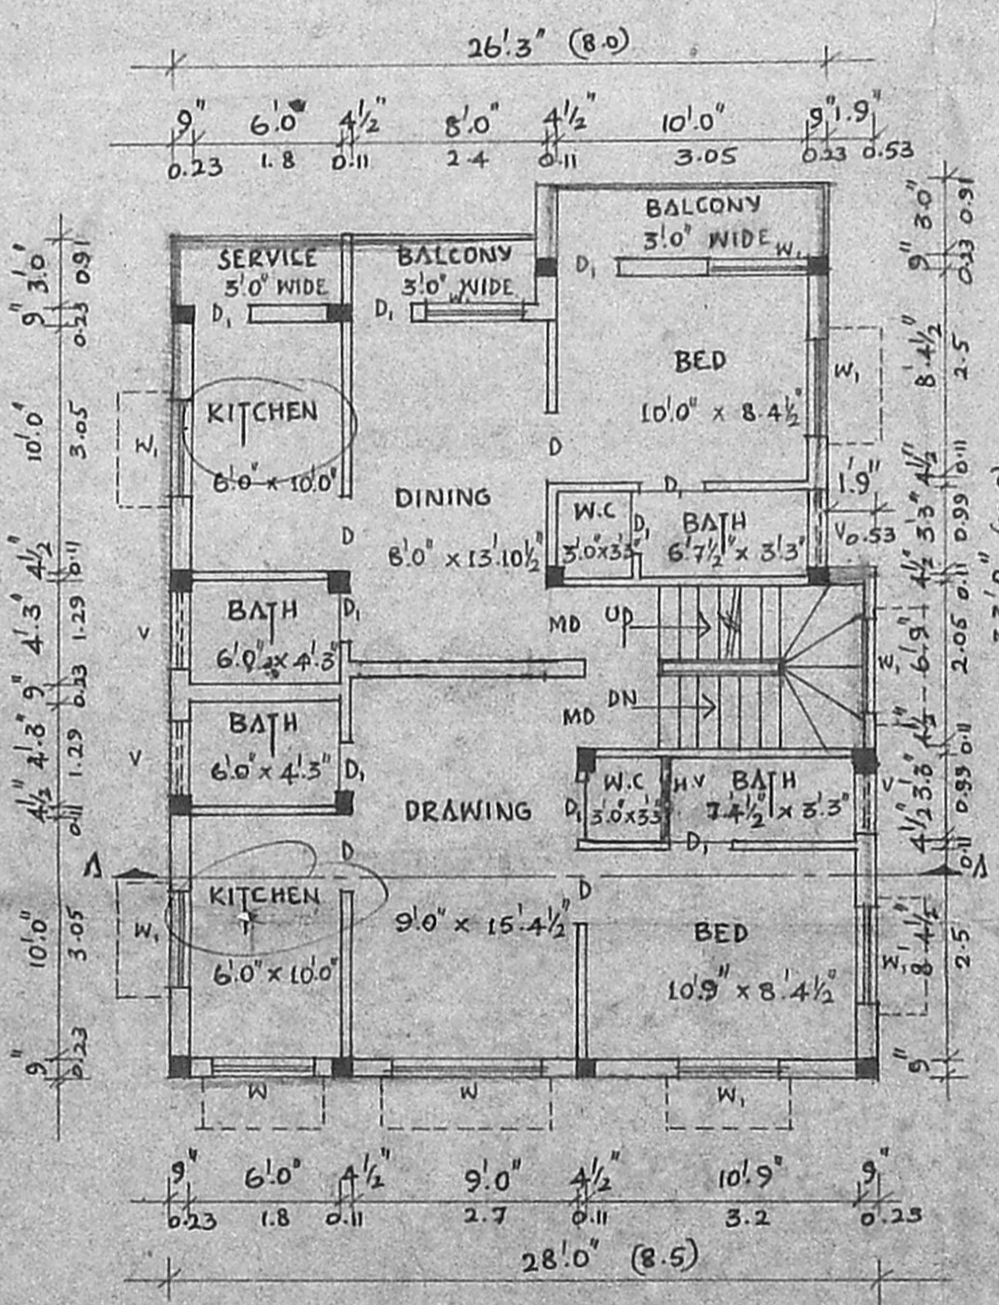 26'.3" (8.0)
9" 6'.0" 4½" 8'.0" 4½" 10'.0" 9" 1'.9"
0.23 1.8 0.11 2.4 0.11 3.05 0.23 0.53
BALCONY
3'.0" WIDE W₁
D₁
SERVICE
3'.0" WIDE
BALCONY
3'.0" WIDE
W₁
D₁
D₁
3'.0" 0.91
9" 0.23
3'.0" 0.91
9" 0.23
BED
10'.0" x 8.4½"
W₁
8'.4½" 2.5
KITCHEN
6'.0" x 10'.0"
W₁
10'.0" 3.05
D
DINING
8'.0" x 13'.10½"
D
D₁
4½" 0.11
1'.9"
0.53
V
W.C
3'.0"x3'.3"
D₁
BATH
6'.7½" x 3'.3"
3'.3" 0.99
4½" 0.11
4½" 0.11
BATH
6'.0" x 4'.3"
D₁
V
4'.3" 1.29
MD
UP
6'.9" 2.05
W₁
9" 0.23
MD
DN
4½" 0.11
BATH
6'.0" x 4'.3"
D₁
V
4'.3" 1.29
4½" 0.11
DRAWING
9'.0" x 15'.4½"
W.C
3'.0"x3'.3"
D₁
H.V
BATH
7'.4½" x 3'.3"
V
3'.3" 0.99
D₁
4½" 0.11
D
A
A
KITCHEN
6'.0" x 10'.0"
W₁
10'.0" 3.05
D
BED
10'.9" x 8'.4½"
W₁
8'.4½" 2.5
9" 0.23
9"
W
W
W₁
9" 6'.0" 4½" 9'.0" 4½" 10'.9" 9"
0.23 1.8 0.11 2.7 0.11 3.2 0.23
28'.0" (8.5)